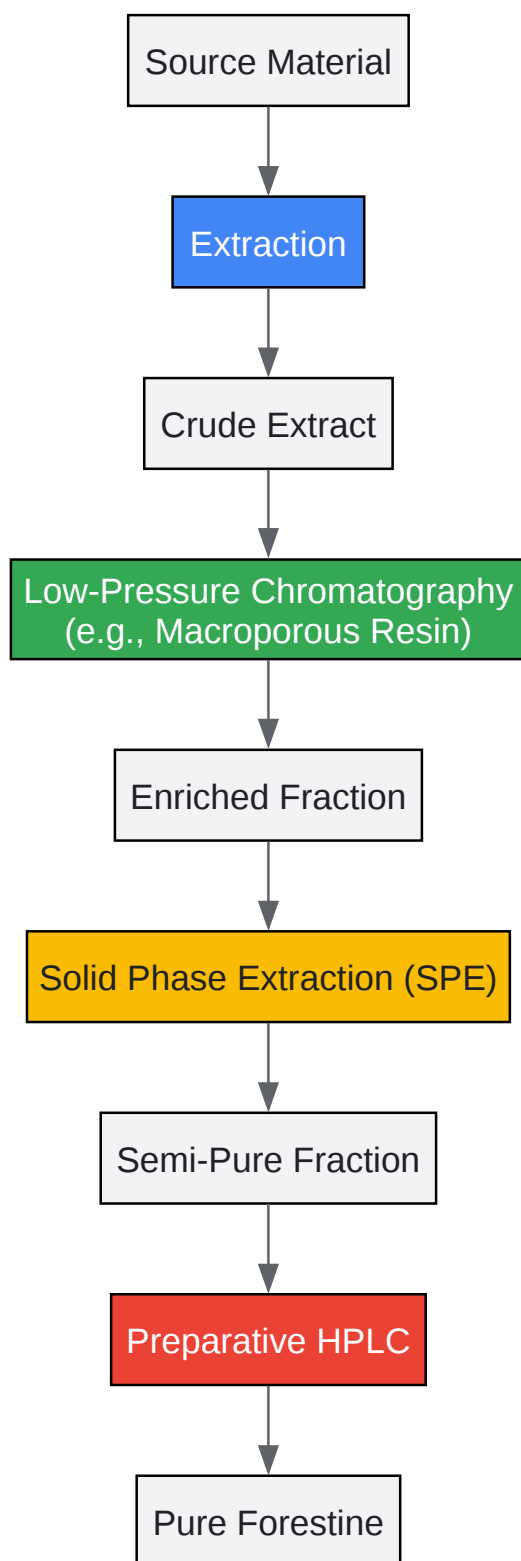 Source Material
Extraction
Crude Extract
Low-Pressure Chromatography
(e.g., Macroporous Resin)
Enriched Fraction
Solid Phase Extraction (SPE)
Semi-Pure Fraction
Preparative HPLC
Pure Forestine